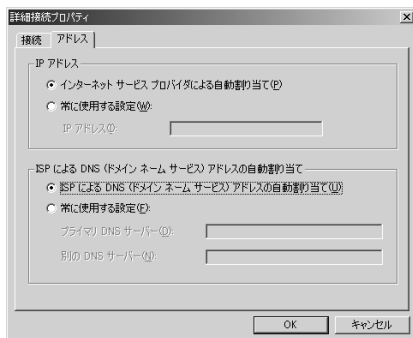 詳細接続プロパティ
接続 アドレス
IP アドレス
インターネット サービス プロバイダによる自動割り当て(P)
常に使用する設定(W):
IP アドレス(I):
ISP による DNS (ドメイン ネーム サービス) アドレスの自動割り当て
ISP による DNS (ドメイン ネーム サービス) アドレスの自動割り当て(U)
常に使用する設定(F):
プライマリ DNS サーバー(D):
別の DNS サーバー(N):
OK キャンセル